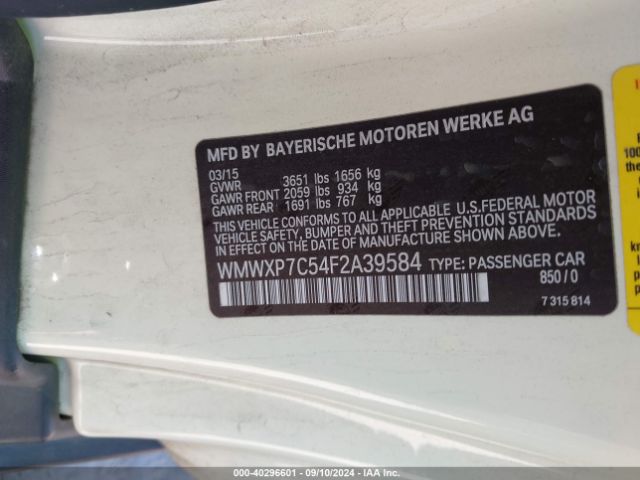 MFD BY BAYERISCHE MOTOREN WERKE AG
03/15
GVWR 3651 lbs 1656 kg
GAWR FRONT 2059 lbs 934 kg
GAWR REAR 1691 lbs 767 kg
THIS VEHICLE CONFORMS TO ALL APPLICABLE U.S.FEDERAL MOTOR
VEHICLE SAFETY, BUMPER AND THEFT PREVENTION STANDARDS
IN EFFECT ON THE DATE OF MANUFACTURE SHOWN ABOVE.
WMWXP7C54F2A39584 TYPE: PASSENGER CAR
850/0
7 315 814
100
the
000-40296601 - 09/10/2024 - IAA Inc.